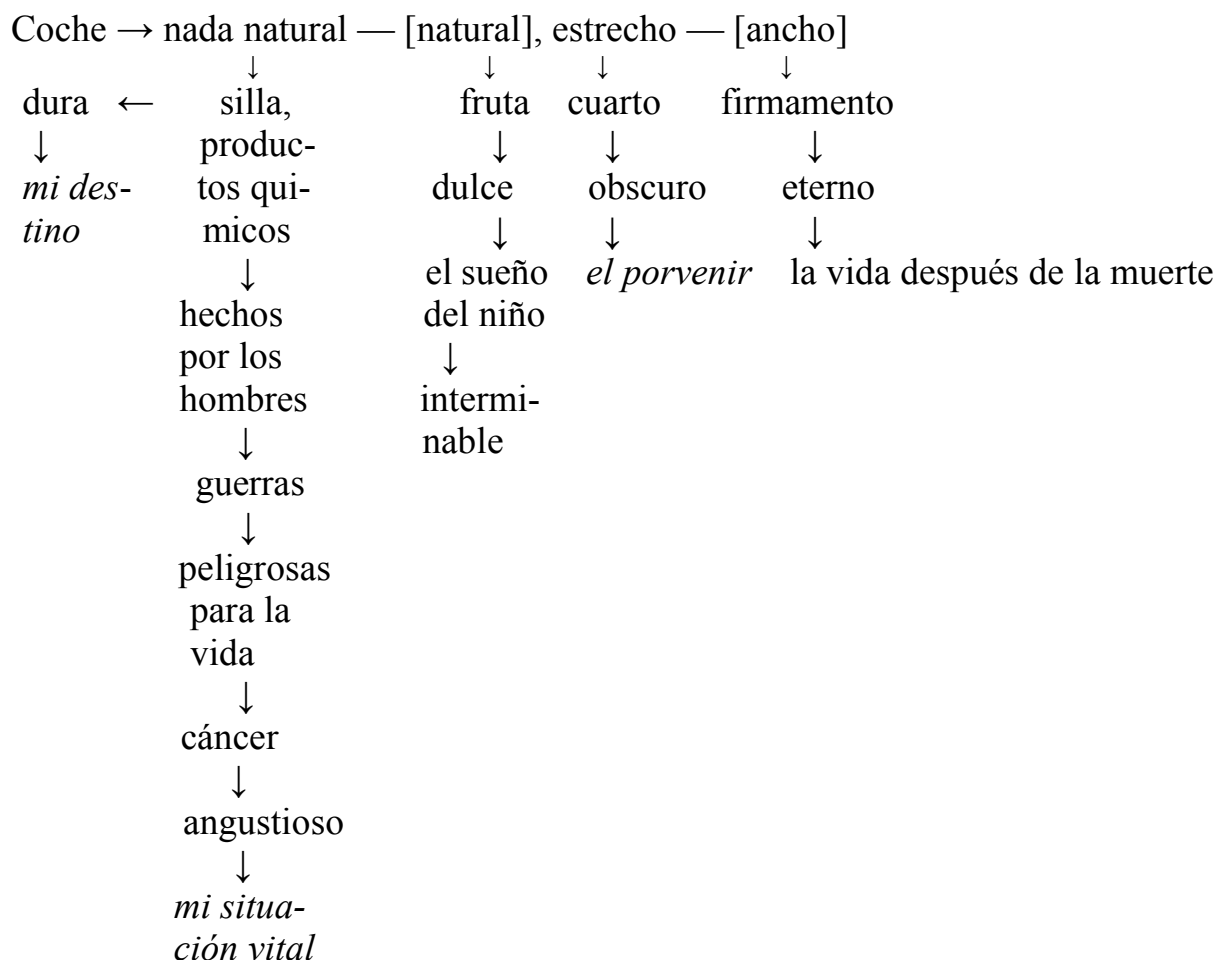 Coche → nada natural — [natural], estrecho — [ancho]
↓ ↓ ↓ ↓
dura ← silla, fruta cuarto firmamento
↓ produc- ↓ ↓ ↓
mi des- tos qui- dulce obscuro eterno
tino micos ↓ ↓ ↓
↓ el sueño el porvenir la vida después de la muerte
hechos del niño
por los ↓
hombres intermi-
↓ nable
guerras
↓
peligrosas
para la
vida
↓
cáncer
↓
angustioso
↓
mi situa-
ción vital